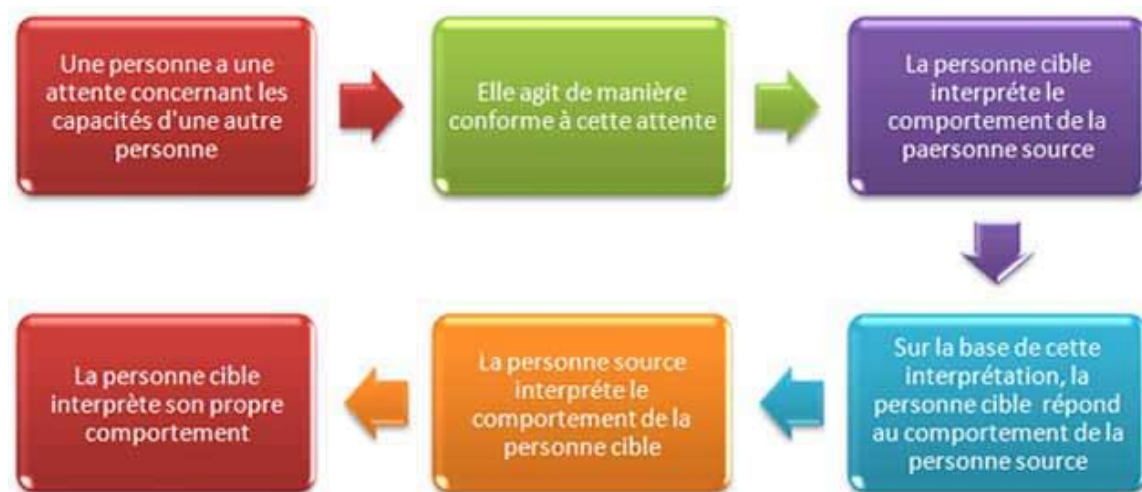 Une personne a une
attente concernant les
capacités d'une autre
personne
Elle agit de manière
conforme à cette attente
La personne cible
interpréte le
comportement de la
paersonne source
Sur la base de cette
interprétation, la
personne cible répond
au comportement de la
personne source
La personne source
interpréte le
comportement de la
personne cible
La personne cible
interprète son propre
comportement